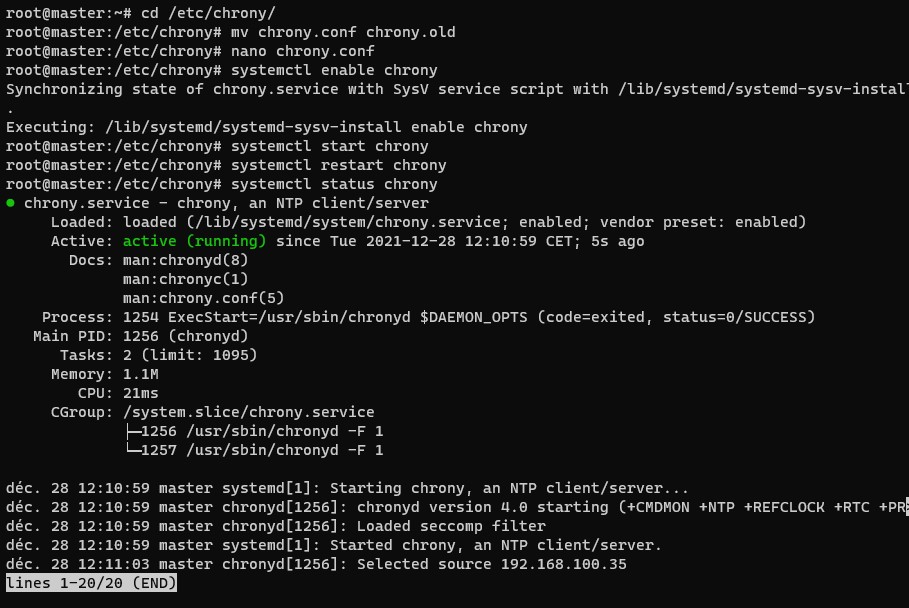 root@master:~# cd /etc/chrony/
root@master:/etc/chrony# mv chrony.conf chrony.old
root@master:/etc/chrony# nano chrony.conf
root@master:/etc/chrony# systemctl enable chrony
Synchronizing state of chrony.service with SysV service script with /lib/systemd/systemd-sysv-install
.
Executing: /lib/systemd/systemd-sysv-install enable chrony
root@master:/etc/chrony# systemctl start chrony
root@master:/etc/chrony# systemctl restart chrony
root@master:/etc/chrony# systemctl status chrony
● chrony.service - chrony, an NTP client/server
Loaded: loaded (/lib/systemd/system/chrony.service; enabled; vendor preset: enabled)
Active: active (running) since Tue 2021-12-28 12:10:59 CET; 5s ago
Docs: man:chronyd(8)
man:chronyc(1)
man:chrony.conf(5)
Process: 1254 ExecStart=/usr/sbin/chronyd $DAEMON_OPTS (code=exited, status=0/SUCCESS)
Main PID: 1256 (chronyd)
Tasks: 2 (limit: 1095)
Memory: 1.1M
CPU: 21ms
CGroup: /system.slice/chrony.service
├─1256 /usr/sbin/chronyd -F 1
└─1257 /usr/sbin/chronyd -F 1
déc. 28 12:10:59 master systemd[1]: Starting chrony, an NTP client/server...
déc. 28 12:10:59 master chronyd[1256]: chronyd version 4.0 starting (+CMDMON +NTP +REFCLOCK +RTC +PR>
déc. 28 12:10:59 master chronyd[1256]: Loaded seccomp filter
déc. 28 12:10:59 master systemd[1]: Started chrony, an NTP client/server.
déc. 28 12:11:03 master chronyd[1256]: Selected source 192.168.100.35
lines 1-20/20 (END)